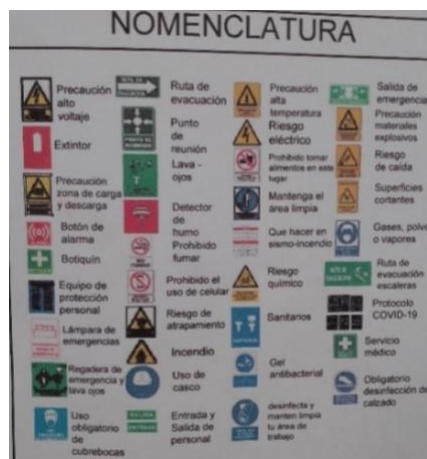 NOMENCLATURA
Precaución
alto
voltaje
Extintor
Precaución
zona de carga
y descarga
Botón de
alarma
Botiquín
Equipo de
protección
personal
Lámpara de
emergencias
Regadera de
emergencia y
lava ojos
Uso
obligatorio
de
cubrebocas
Ruta de
evacuación
Punto
de
reunión
Lava -
ojos
Detector
de
humo
Prohibido
fumar
Prohibido el
uso de celular
Riesgo de
atrapamiento
Incendio
Uso de
casco
Entrada y
Salida de
personal
Precaución
alta
temperatura
Riesgo
eléctrico
Prohibido tomar
alimentos en este
lugar
Mantenga el
área limpia
Que hacer en
sismo-incendio
Riesgo
químico
Sanitarios
Gel
antibacterial
desinfecta y
manten limpia
tu área de
trabajo
Salida de
emergencia
Precaución
materiales
explosivos
Riesgo
de caida
Superficies
cortantes
Gases, polvo
o vapores
Ruta de
evacuación
escaleras
Protocolo
COVID-19
Servicio
médico
Obligatorio
desinfección de
calzado